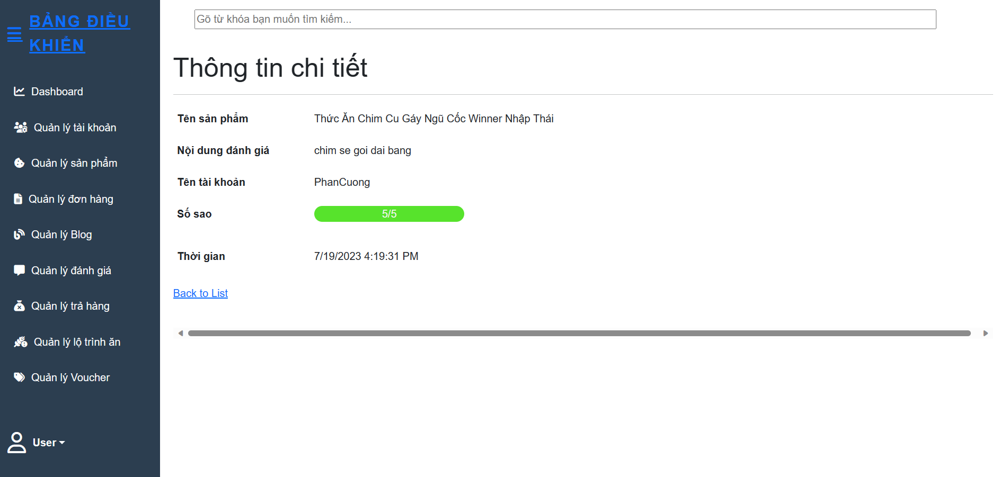 BẢNG ĐIỀU
KHIỂN
Dashboard
Quản lý tài khoản
Quản lý sản phẩm
Quản lý đơn hàng
Quản lý Blog
Quản lý đánh giá
Quản lý trả hàng
Quản lý lộ trình ăn
Quản lý Voucher
User
Gõ từ khóa bạn muốn tìm kiếm...
Thông tin chi tiết
Tên sản phẩm Thức Ăn Chim Cu Gáy Ngũ Cốc Winner Nhập Thái
Nội dung đánh giá chim se goi dai bang
Tên tài khoản PhanCuong
Số sao 5/5
Thời gian 7/19/2023 4:19:31 PM
Back to List